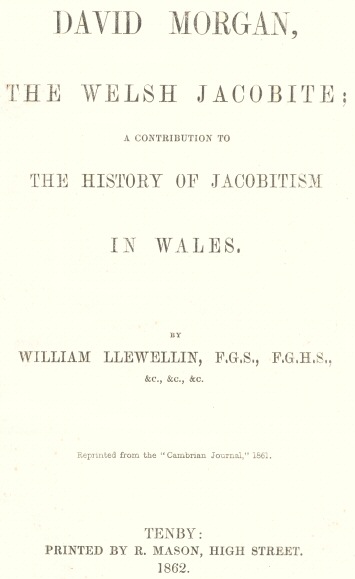 DAVID MORGAN,
THE WELSH JACOBITE;
A CONTRIBUTION TO
THE HISTORY OF JACOBITISM
IN WALES.
BY
WILLIAM LLEWELLIN, F.G.S., F.G.H.S.,
&c., &c., &c.
Reprinted from the "Cambrian Journal," 1861.
TENBY:
PRINTED BY R. MASON, HIGH STREET.
1862.